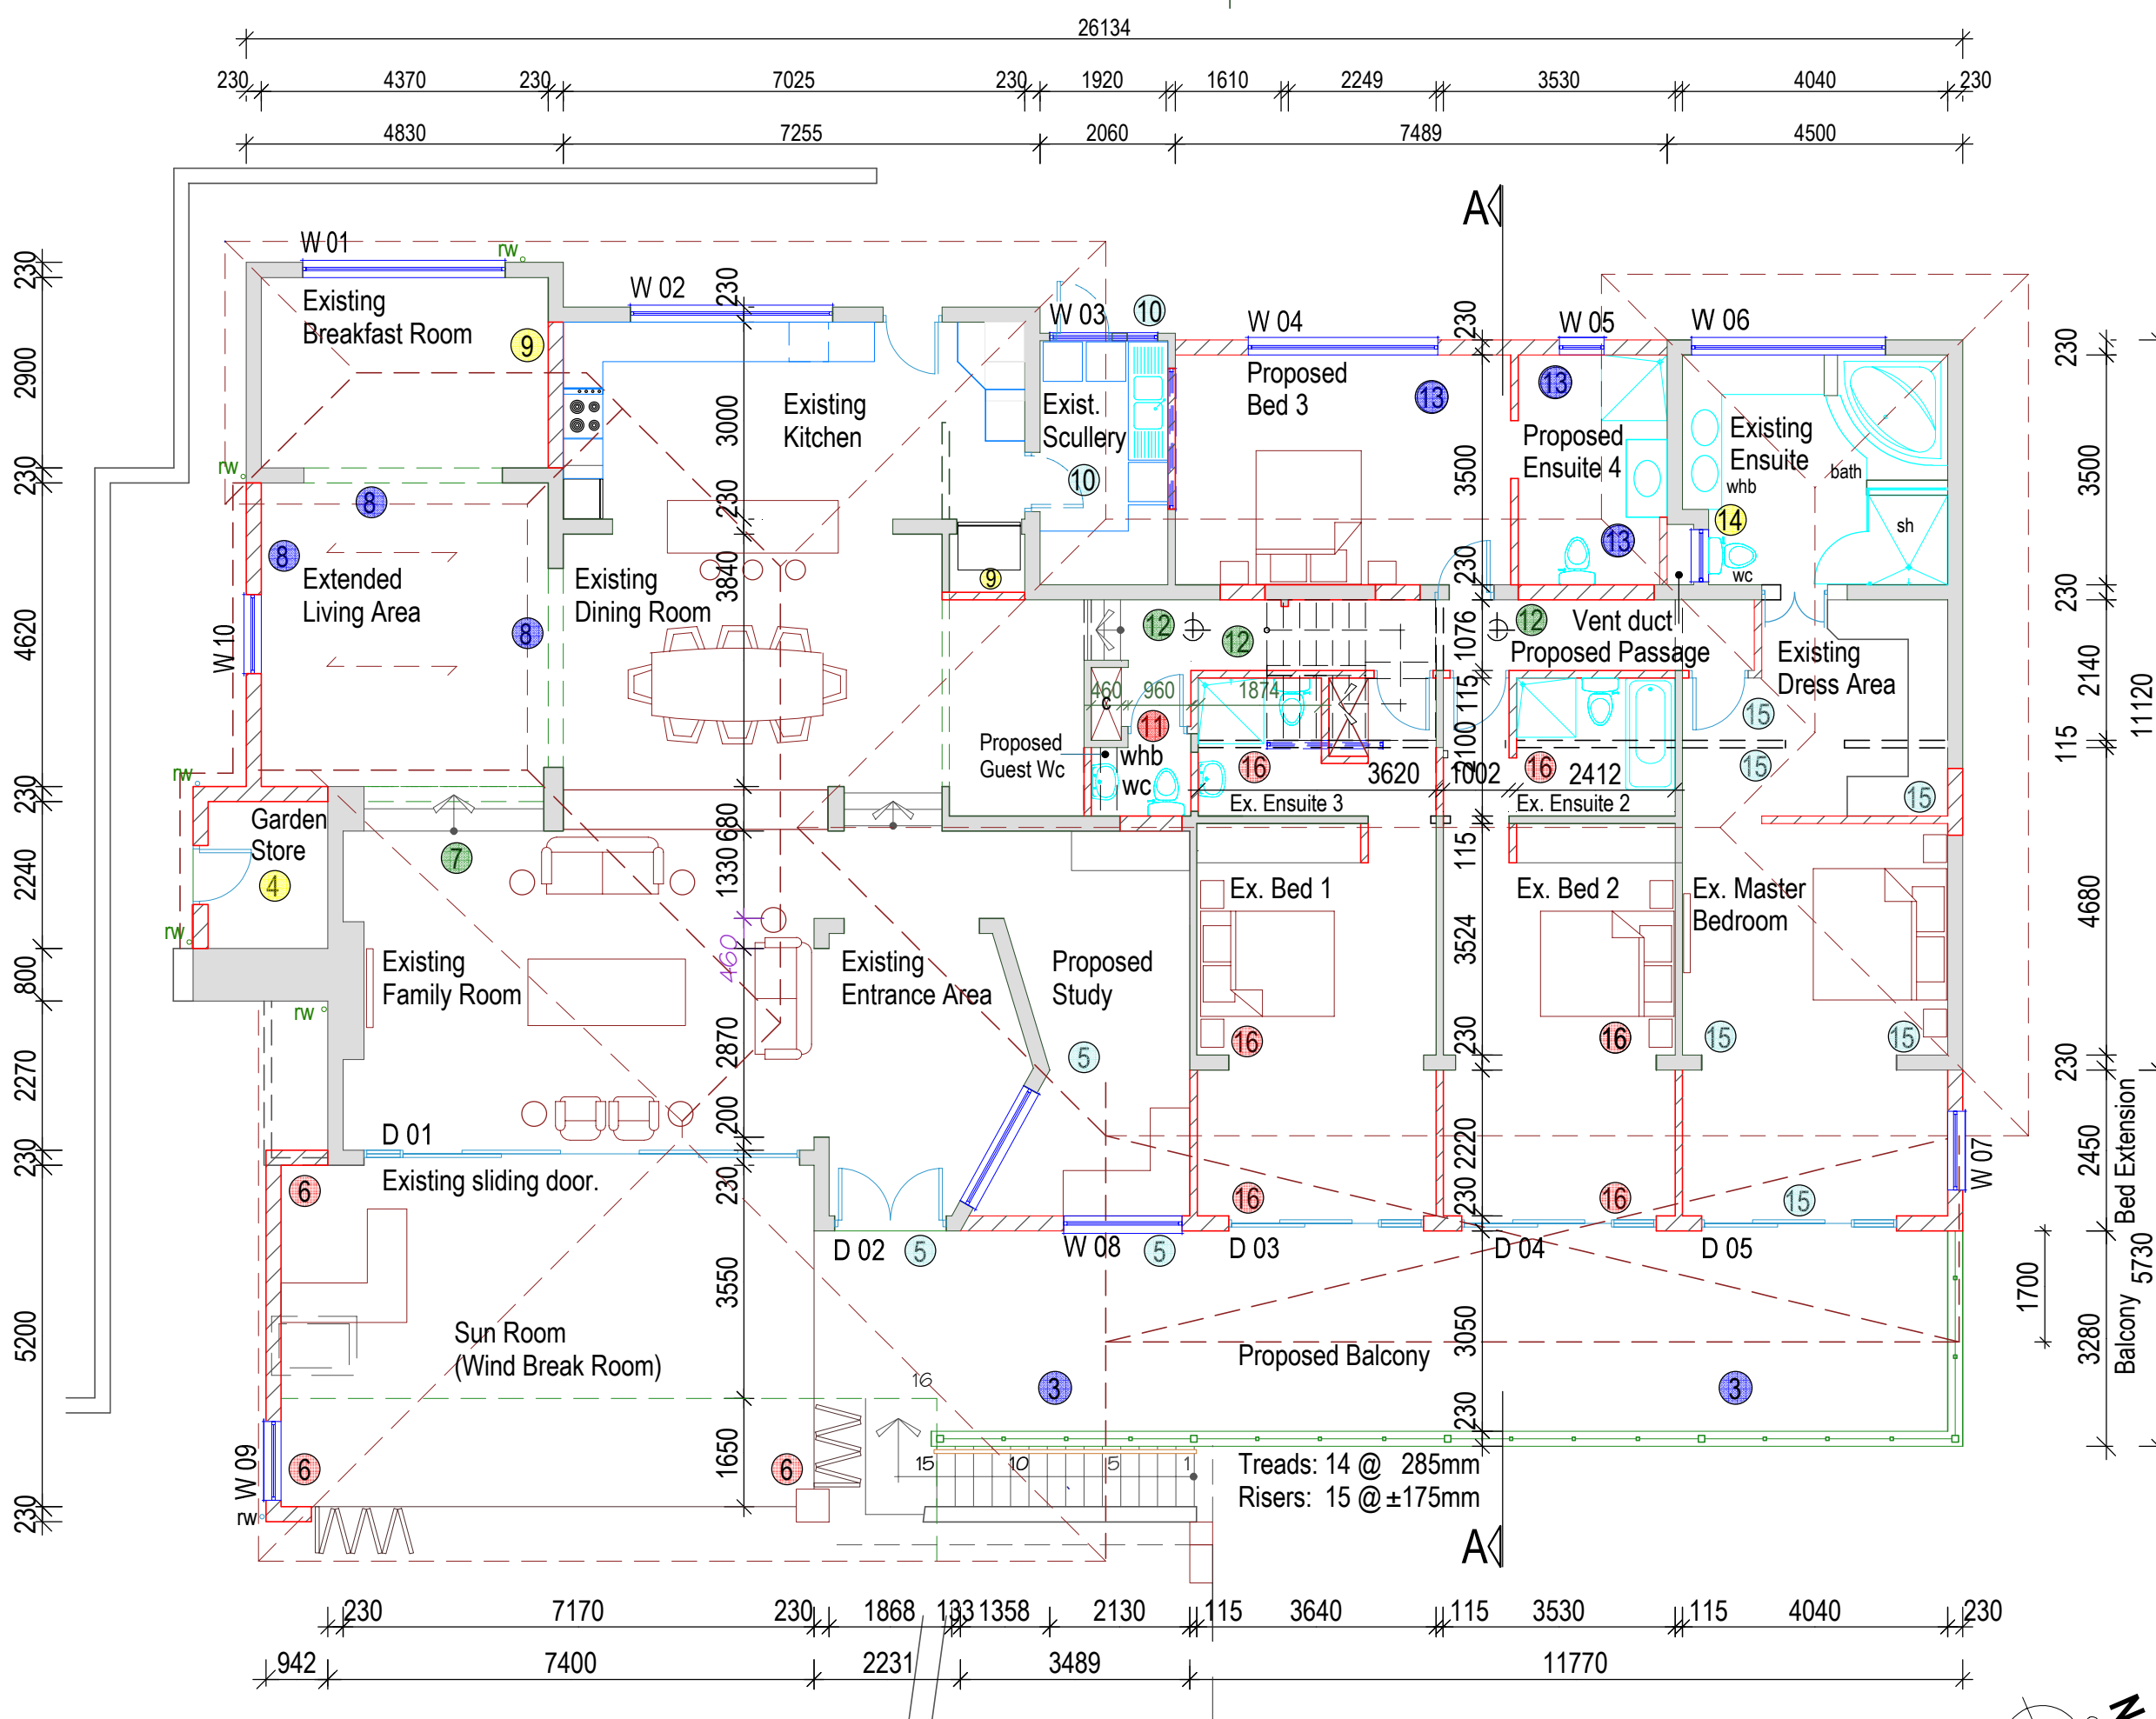 26134
230 4370 230 7025 230 1920 1610 2249 3530 4040 230
4830 7255 2060 7489 4500
A
W 01
rw
W 02
W 03
10
W 04
W 05
W 06
Existing
Breakfast Room
9
Existing
Kitchen
Exist.
Scullery
10
Proposed
Bed 3
13
13
Proposed
Ensuite 4
13
Existing
Ensuite
whb
bath
sh
14
wc
rw
8
8
Extended
Living Area
W 10
8
Existing
Dining Room
9
12
12
12
Vent duct
Proposed Passage
Existing
Dress Area
460 960 1874
c
11
Proposed
Guest Wc
whb
wc
16
Ex. Ensuite 3
3620 1002 2412
16
Ex. Ensuite 2
15
15
15
rw
Garden
Store
4
rw
7
Existing
Family Room
rw
Existing
Entrance Area
Proposed
Study
5
Ex. Bed 1
16
Ex. Bed 2
16
Ex. Master
Bedroom
15
15
D 01
Existing sliding door.
6
D 02
5
W 08
5
16
D 03
16
D 04
15
D 05
W 07
Sun Room
(Wind Break Room)
16
3
Proposed Balcony
3
W 09
6
rw
6
15 10 5 1
Treads: 14 @ 285mm
Risers: 15 @ ±175mm
A
230
2900
230
4620
230
2240
800
2270
230
5200
230
230
3000
230
3840
680
1330
460
2870
200
230
3550
1650
230
3500
230
1076
115
2100
115
3524
230
2220
230
3050
230
230
3500
230
2140
115
4680
230
2450
3280
1700
11120
5730
Bed Extension
Balcony
230 7170 230 1868 133 1358 2130 115 3640 115 3530 115 4040 230
942 7400 2231 3489 11770
N